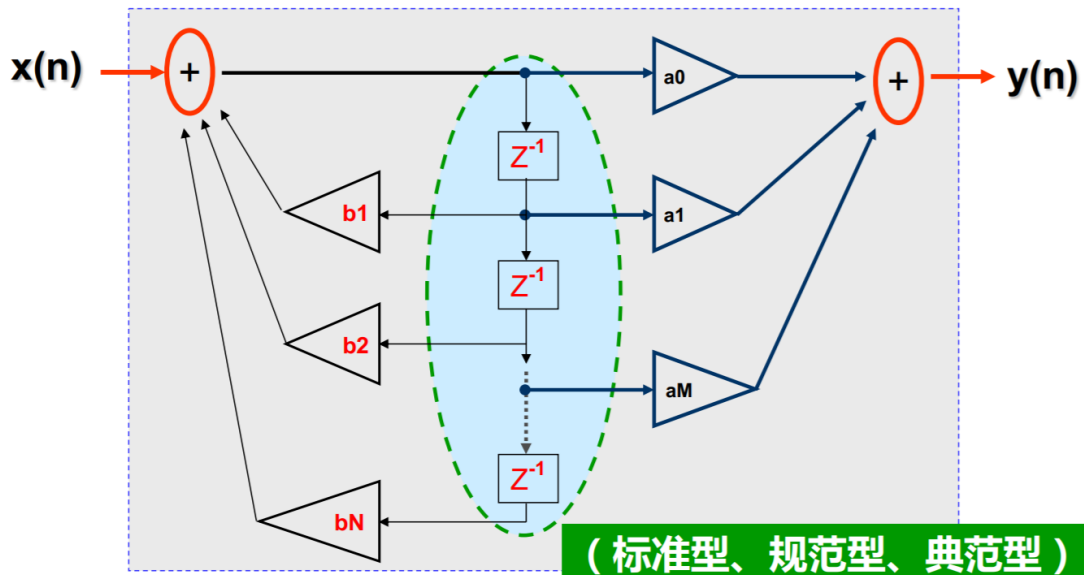 x(n)
+
a0
+
y(n)
Z⁻¹
b1
a1
Z⁻¹
b2
aM
Z⁻¹
bN
（标准型、规范型、典范型）